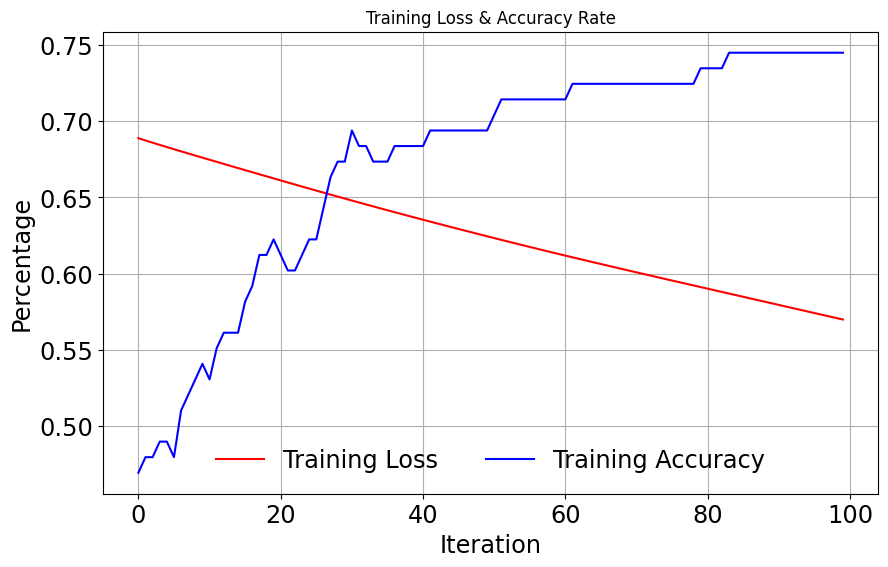 Training Loss & Accuracy Rate
0.75
0.70
0.65
0.60
0.55
0.50
Percentage
Training Loss
Training Accuracy
0 20 40 60 80 100
Iteration